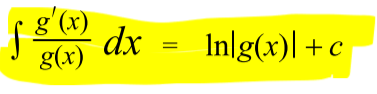 ∫ g'(x)/g(x) dx = ln|g(x)| + c